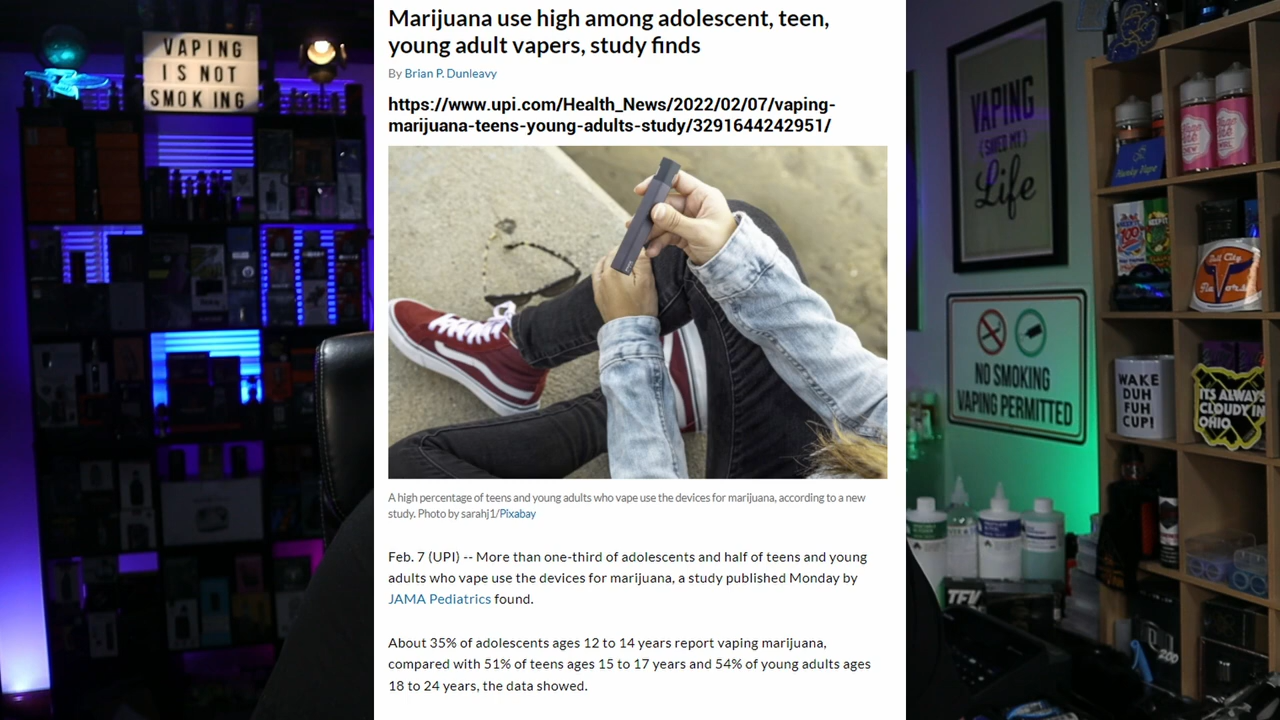 VAPING
IS NOT
SMOKING
Marijuana use high among adolescent, teen,
young adult vapers, study finds
By Brian P. Dunleavy
https://www.upi.com/Health_News/2022/02/07/vaping-
marijuana-teens-young-adults-study/3291644242951/
A high percentage of teens and young adults who vape use the devices for marijuana, according to a new
study. Photo by sarahj1/Pixabay
Feb. 7 (UPI) -- More than one-third of adolescents and half of teens and young
adults who vape use the devices for marijuana, a study published Monday by
JAMA Pediatrics found.
About 35% of adolescents ages 12 to 14 years report vaping marijuana,
compared with 51% of teens ages 15 to 17 years and 54% of young adults ages
18 to 24 years, the data showed.
VAPING
{SAVED MY}
Life
NO SMOKING
VAPING PERMITTED
WAKE
DUH
FUH
CUP!
ITS ALWAYS
CLOUDY IN
OHIO